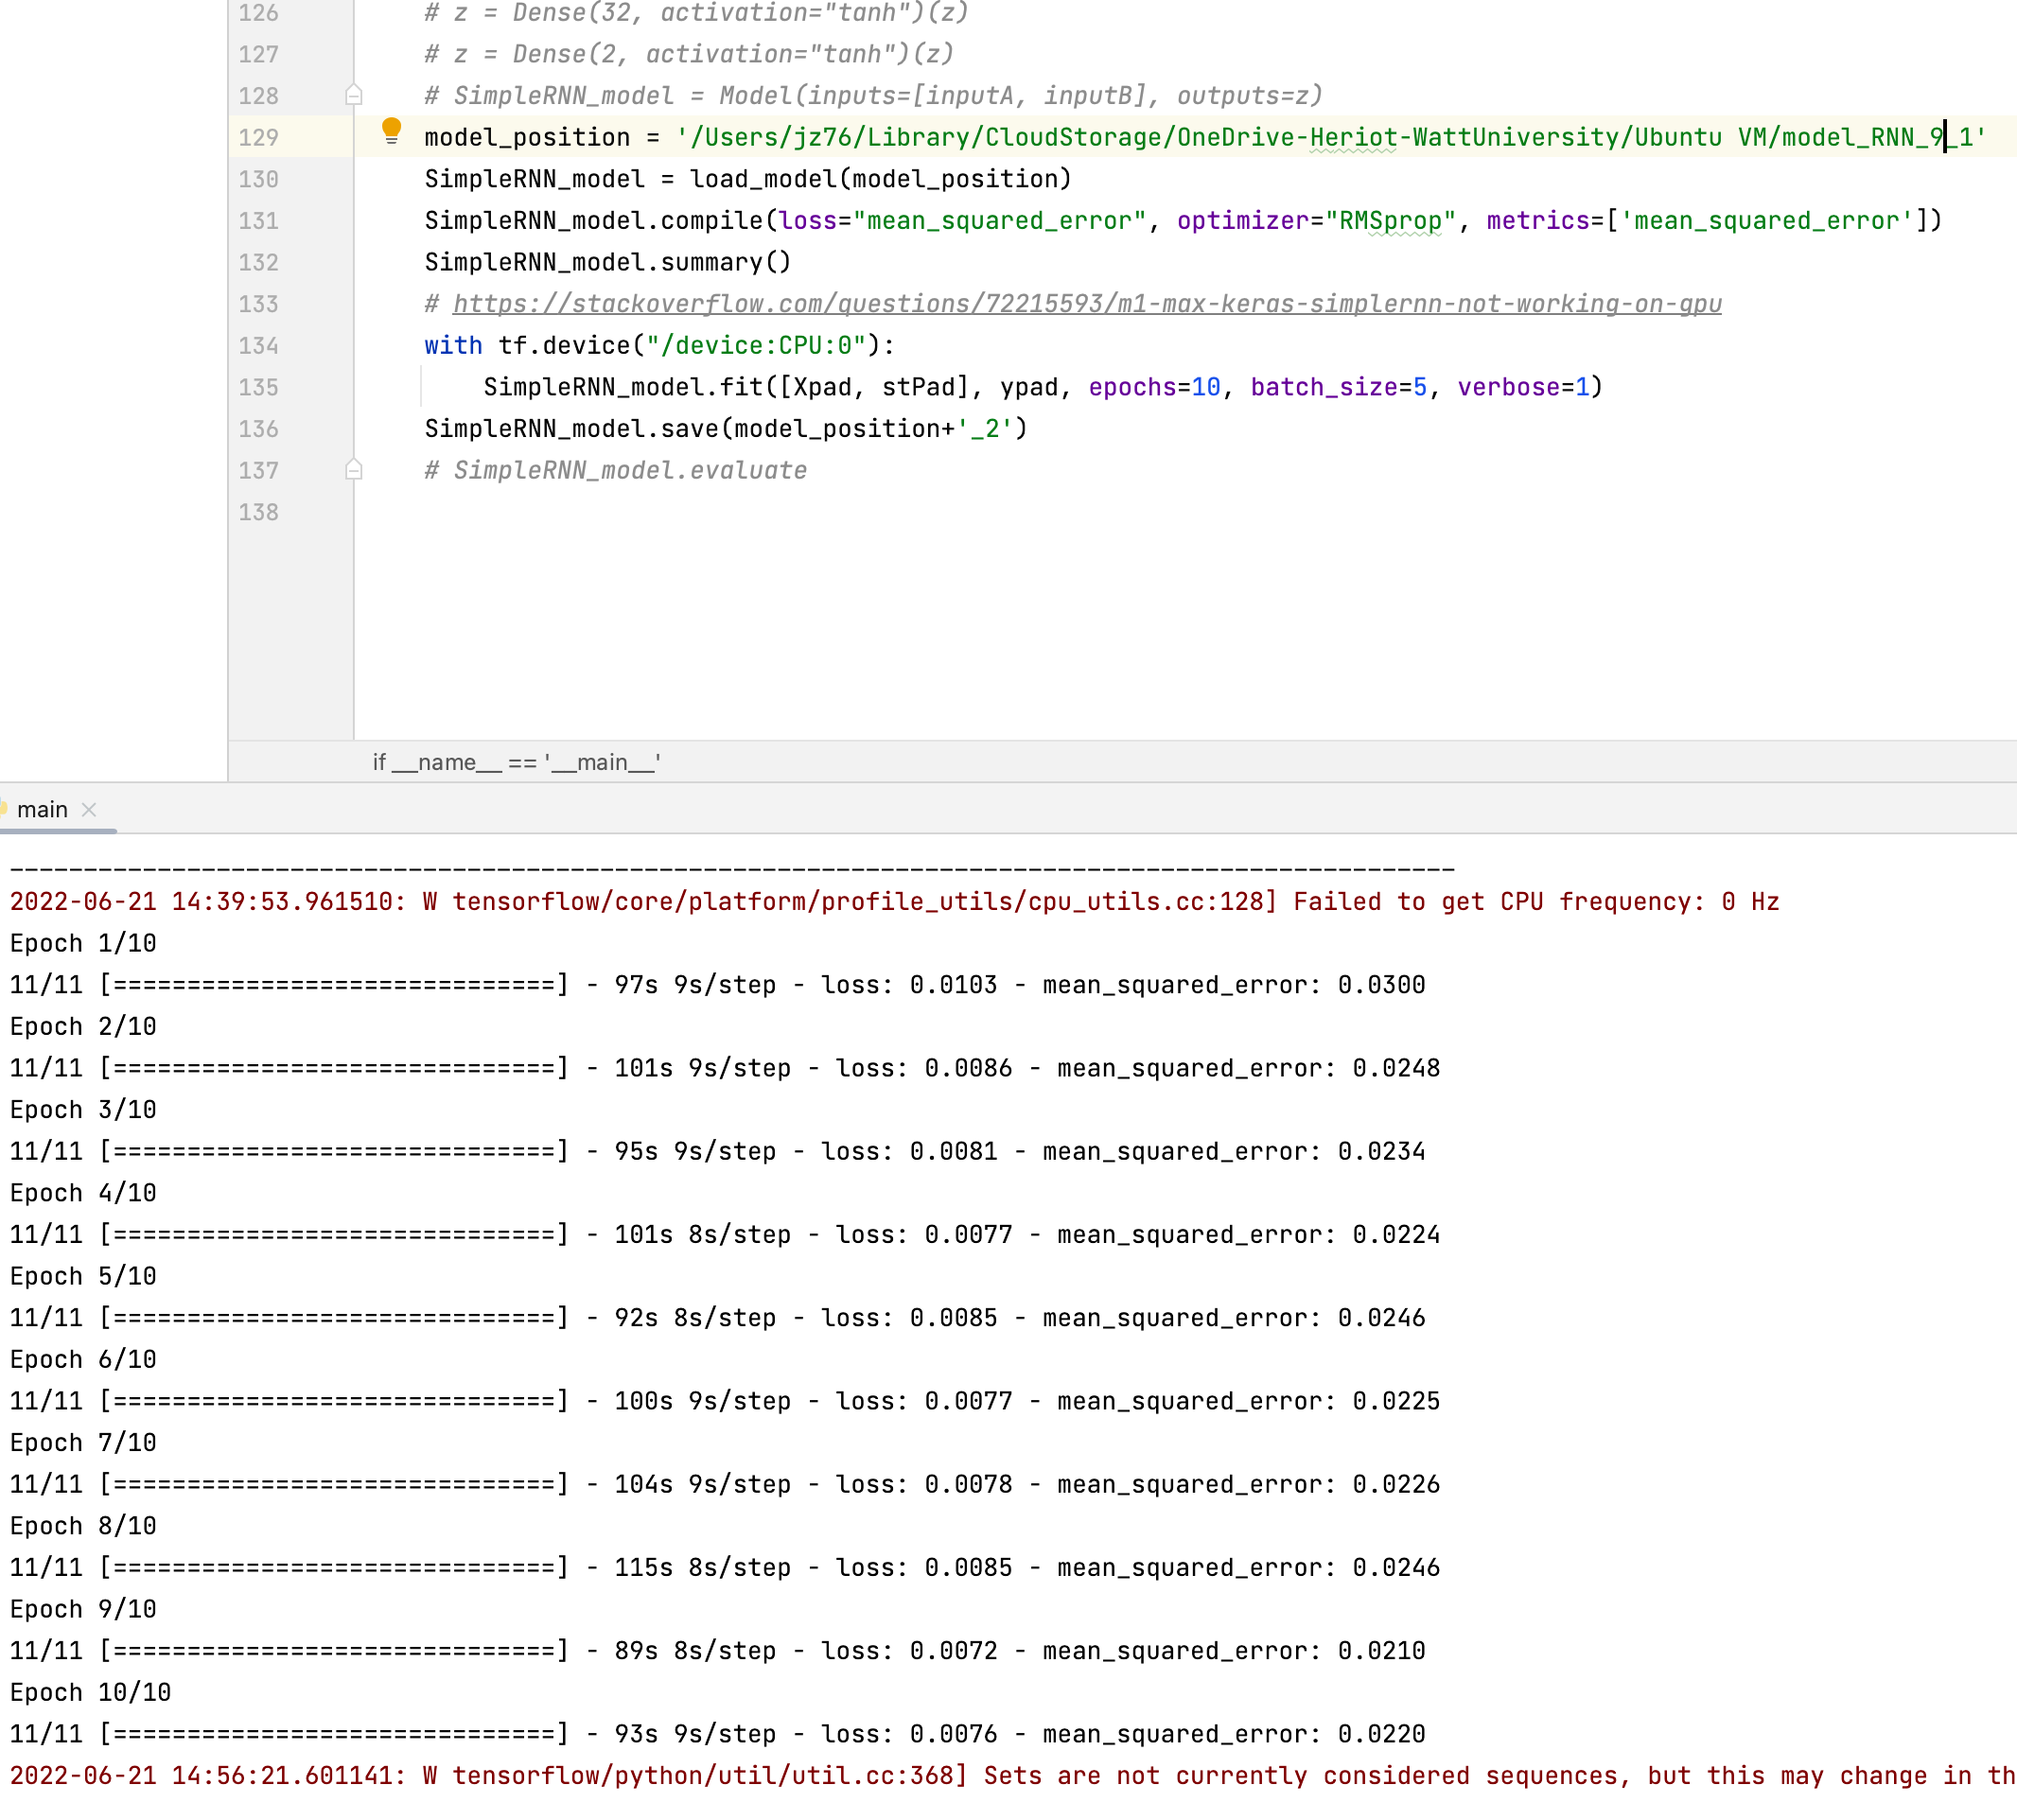 126 # z = Dense(32, activation="tanh")(z)
127 # z = Dense(2, activation="tanh")(z)
128 # SimpleRNN_model = Model(inputs=[inputA, inputB], outputs=z)
129 model_position = '/Users/jz76/Library/CloudStorage/OneDrive-Heriot-WattUniversity/Ubuntu VM/model_RNN_9_1'
130 SimpleRNN_model = load_model(model_position)
131 SimpleRNN_model.compile(loss="mean_squared_error", optimizer="RMSprop", metrics=['mean_squared_error'])
132 SimpleRNN_model.summary()
133 # https://stackoverflow.com/questions/72215593/m1-max-keras-simplernn-not-working-on-gpu
134 with tf.device("/device:CPU:0"):
135 SimpleRNN_model.fit([Xpad, stPad], ypad, epochs=10, batch_size=5, verbose=1)
136 SimpleRNN_model.save(model_position+'_2')
137 # SimpleRNN_model.evaluate
138
if __name__ == '__main__'
main
__________________________________________________________________________________________________
2022-06-21 14:39:53.961510: W tensorflow/core/platform/profile_utils/cpu_utils.cc:128] Failed to get CPU frequency: 0 Hz
Epoch 1/10
11/11 [==============================] - 97s 9s/step - loss: 0.0103 - mean_squared_error: 0.0300
Epoch 2/10
11/11 [==============================] - 101s 9s/step - loss: 0.0086 - mean_squared_error: 0.0248
Epoch 3/10
11/11 [==============================] - 95s 9s/step - loss: 0.0081 - mean_squared_error: 0.0234
Epoch 4/10
11/11 [==============================] - 101s 8s/step - loss: 0.0077 - mean_squared_error: 0.0224
Epoch 5/10
11/11 [==============================] - 92s 8s/step - loss: 0.0085 - mean_squared_error: 0.0246
Epoch 6/10
11/11 [==============================] - 100s 9s/step - loss: 0.0077 - mean_squared_error: 0.0225
Epoch 7/10
11/11 [==============================] - 104s 9s/step - loss: 0.0078 - mean_squared_error: 0.0226
Epoch 8/10
11/11 [==============================] - 115s 8s/step - loss: 0.0085 - mean_squared_error: 0.0246
Epoch 9/10
11/11 [==============================] - 89s 8s/step - loss: 0.0072 - mean_squared_error: 0.0210
Epoch 10/10
11/11 [==============================] - 93s 9s/step - loss: 0.0076 - mean_squared_error: 0.0220
2022-06-21 14:56:21.601141: W tensorflow/python/util/util.cc:368] Sets are not currently considered sequences, but this may change in th